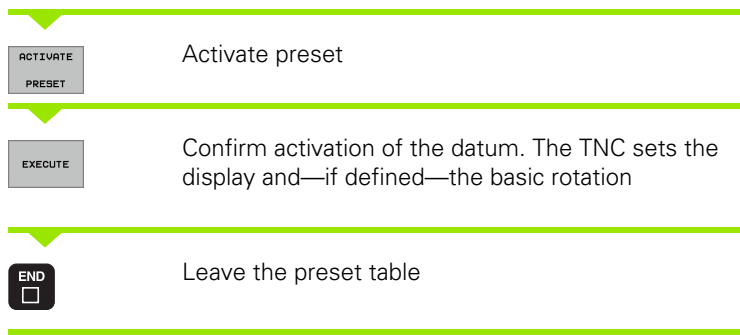 ACTIVATE
PRESET
Activate preset
EXECUTE
Confirm activation of the datum. The TNC sets the
display and—if defined—the basic rotation
END
Leave the preset table